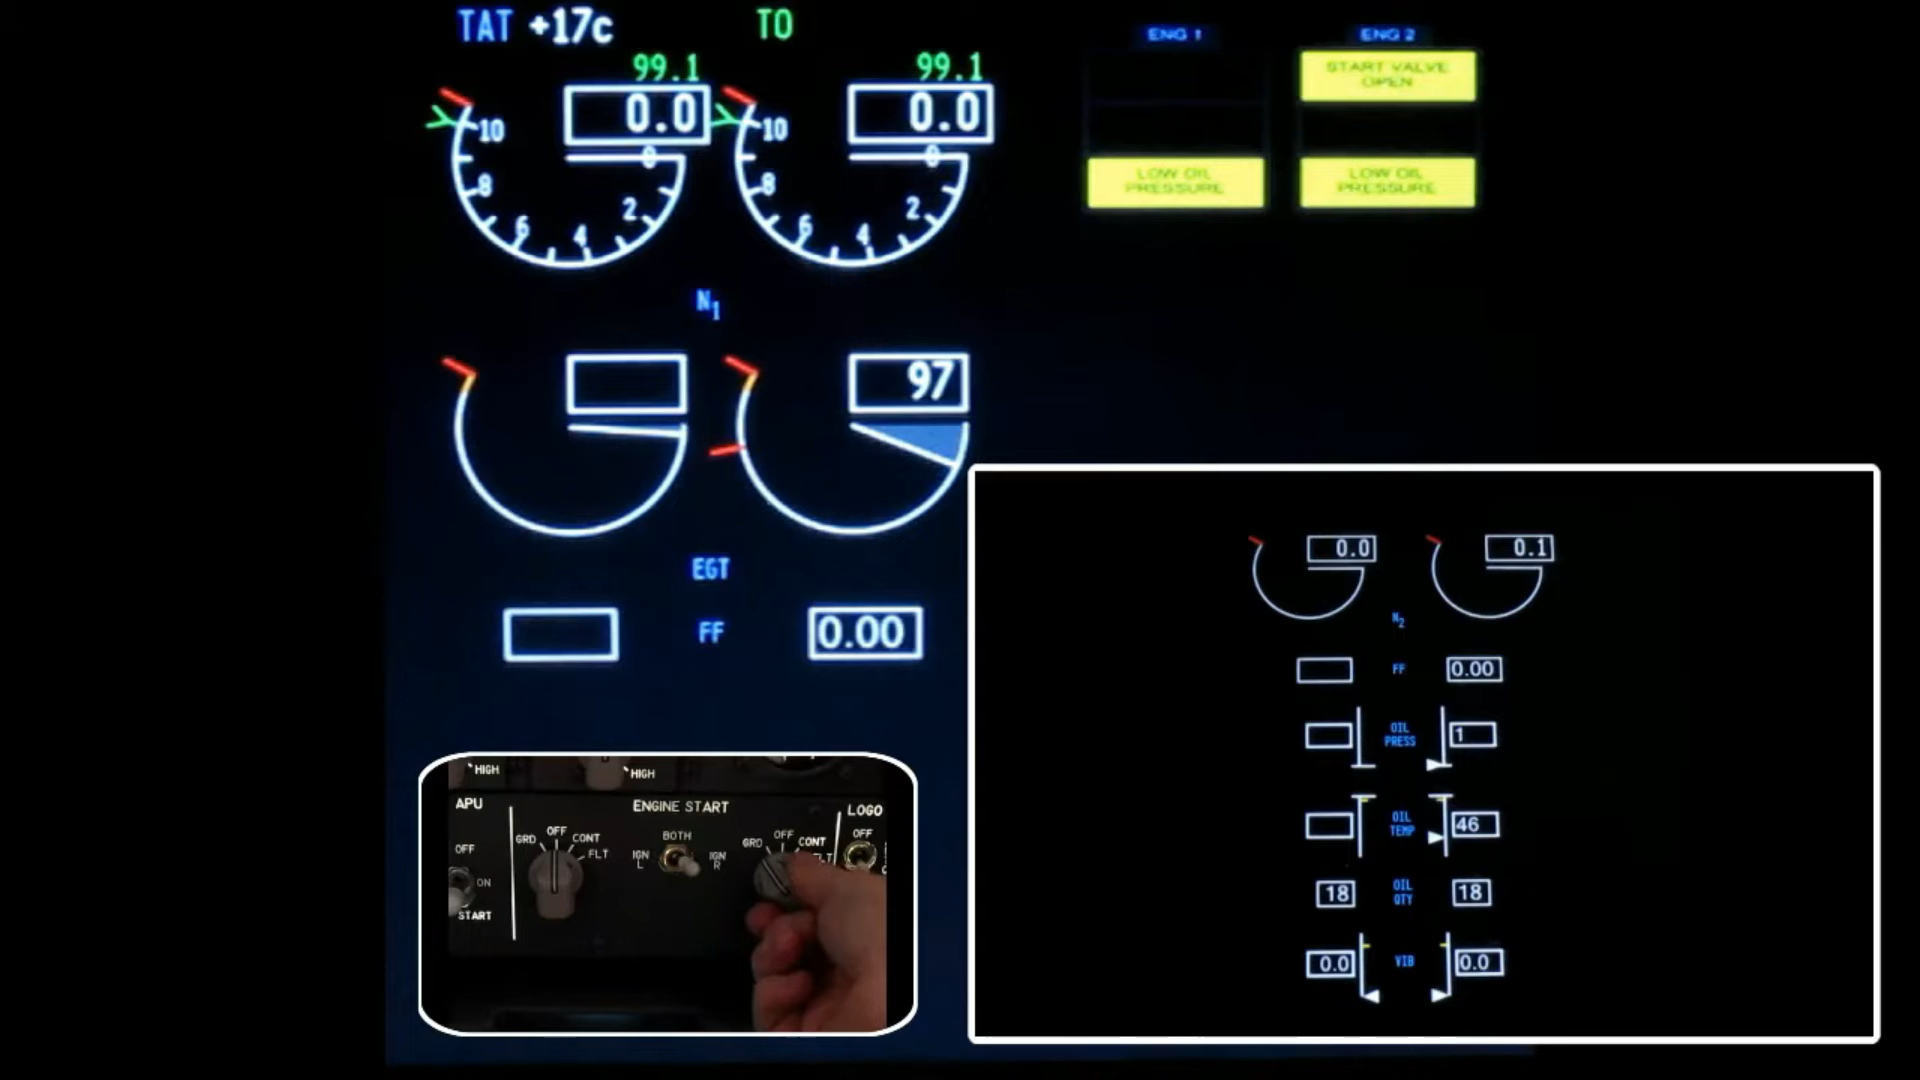 TAT +17c TO
99.1 99.1
0.0 0.0
10 0 10 0
8 8
2 2
6 4 6 4
N1
97
EGT
FF 0.00
ENG 1 ENG 2
START VALVE
OPEN
LOW OIL
PRESSURE
LOW OIL
PRESSURE
0.0 0.1
N2
FF 0.00
OIL
PRESS
1
OIL
TEMP
46
18 OIL
QTY
18
0.0 VIB 0.0
HIGH HIGH
APU ENGINE START LOGO
OFF
ON
START
GRD OFF CONT
FLT
BOTH
IGN
L
IGN
R
GRD OFF CONT
OFF